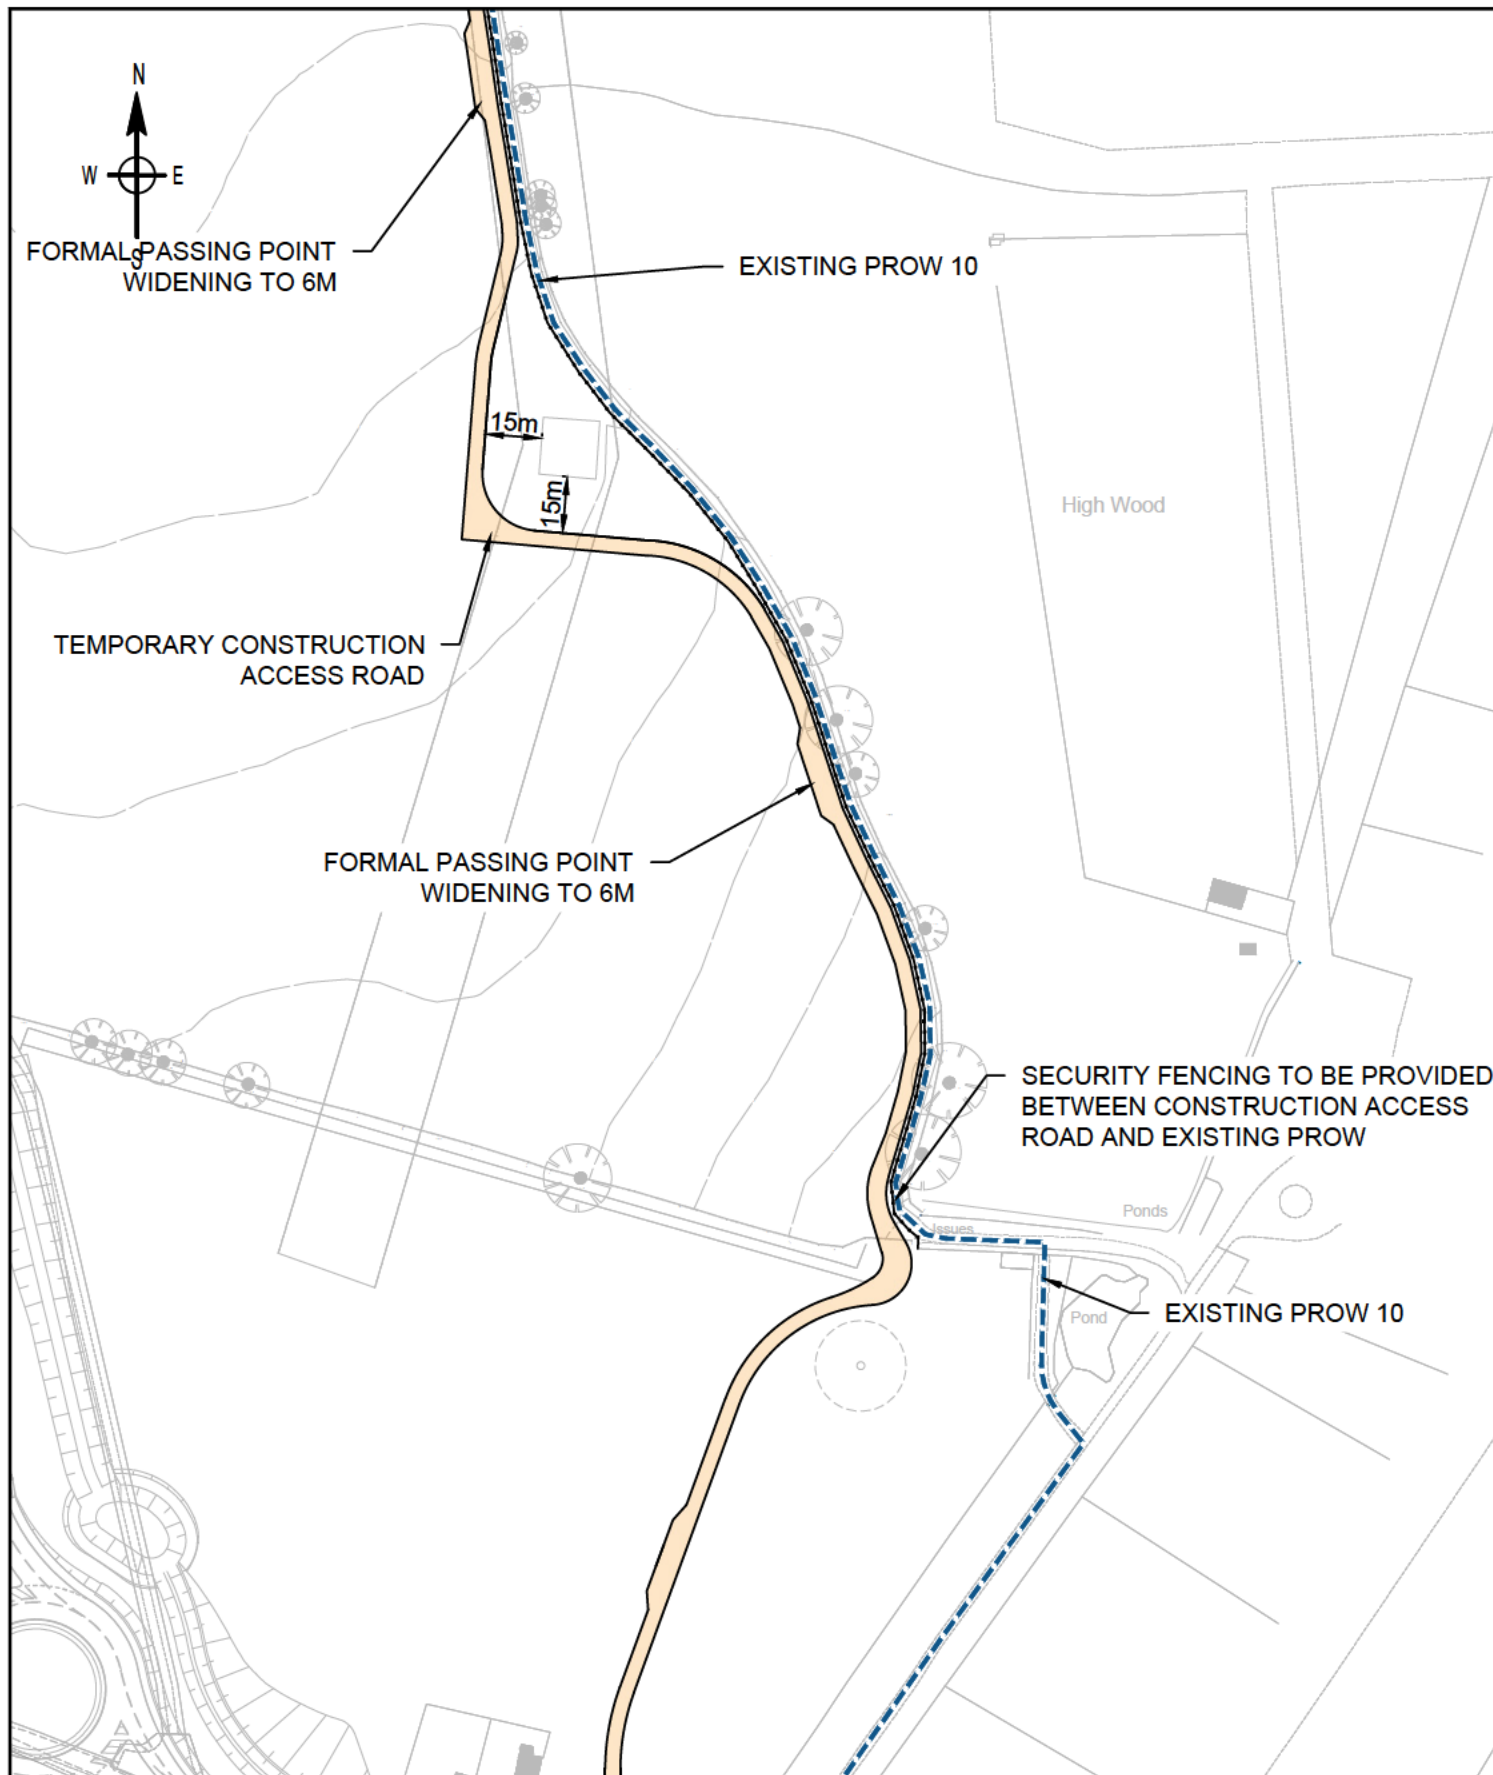 N
W E
S
FORMAL PASSING POINT
WIDENING TO 6M
EXISTING PROW 10
15m
15m
High Wood
TEMPORARY CONSTRUCTION
ACCESS ROAD
FORMAL PASSING POINT
WIDENING TO 6M
SECURITY FENCING TO BE PROVIDED
BETWEEN CONSTRUCTION ACCESS
ROAD AND EXISTING PROW
Ponds
Issues
EXISTING PROW 10
Pond